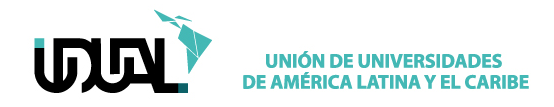 UDUAL
UNIÓN DE UNIVERSIDADES
DE AMÉRICA LATINA Y EL CARIBE